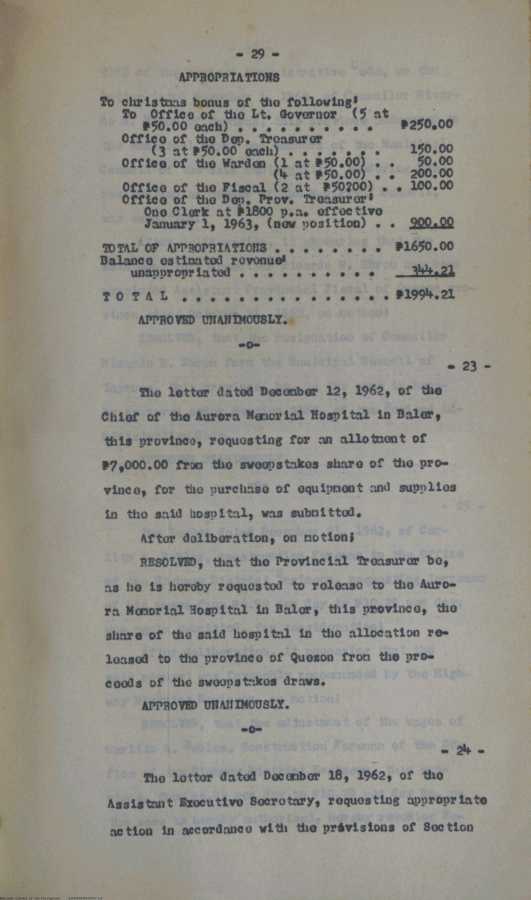 - 29 -
APPROPRIATIONS
To christmas bonus of the following:
To Office of the Lt. Governor (5 at
₱50.00 each) . . . . . . . . . . ₱250.00
Office of the Dep. Treasurer
(3 at ₱50.00 each) . . . . . . . 150.00
Office of the Warden (1 at ₱50.00) . . 50.00
(4 at ₱50.00) . . 200.00
Office of the Fiscal (2 at ₱50?00) . . 100.00
Office of the Dep. Prov. Treasurer:
One Clerk at ₱1800 p.a. effective
January 1, 1963, (new position) . . 900.00
TOTAL OF APPROPRIATIONS . . . . . . . . ₱1650.00
Balance estimated revenue:
unappropriated . . . . . . . . . . 344.21
T O T A L . . . . . . . . . . . . . . . ₱1994.21
APPROVED UNANIMOUSLY.
-o-
- 23 -
The letter dated December 12, 1962, of the
Chief of the Aurora Memorial Hospital in Baler,
this province, requesting for an allotment of
₱7,000.00 from the sweepstakes share of the pro-
vince, for the purchase of equipment and supplies
in the said hospital, was submitted.
After deliberation, on motion;
RESOLVED, that the Provincial Treasurer be,
as he is hereby requested to release to the Auro-
ra Memorial Hospital in Baler, this province, the
share of the said hospital in the allocation re-
leased to the province of Quezon from the pro-
ceeds of the sweepstakes draws.
APPROVED UNANIMOUSLY.
-o-
- 24 -
The letter dated December 18, 1962, of the
Assistant Executive Secretary, requesting appropriate
action in accordance with the provisions of Section